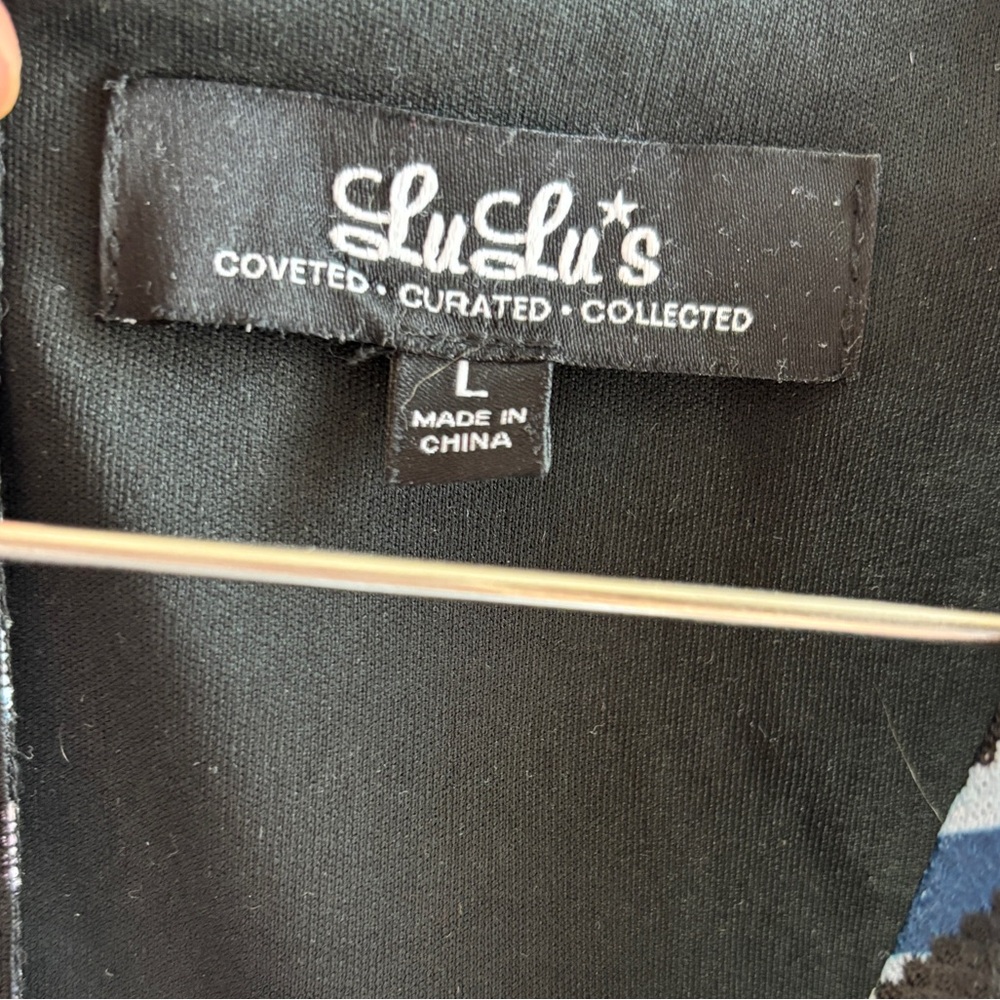 LuLu's
COVETED • CURATED • COLLECTED
L
MADE IN
CHINA